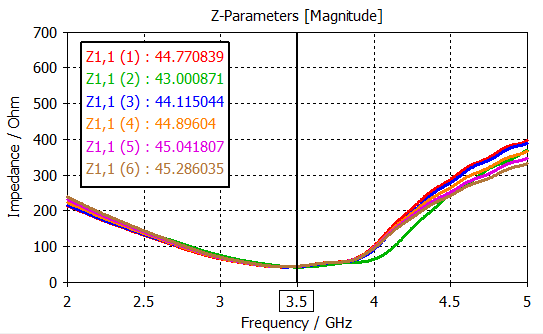 Z-Parameters [Magnitude]
700
600
500
400
300
200
100
0
Impedance / Ohm
Z1,1 (1) : 44.770839
Z1,1 (2) : 43.000871
Z1,1 (3) : 44.115044
Z1,1 (4) : 44.89604
Z1,1 (5) : 45.041807
Z1,1 (6) : 45.286035
2 2.5 3 3.5 4 4.5 5
Frequency / GHz